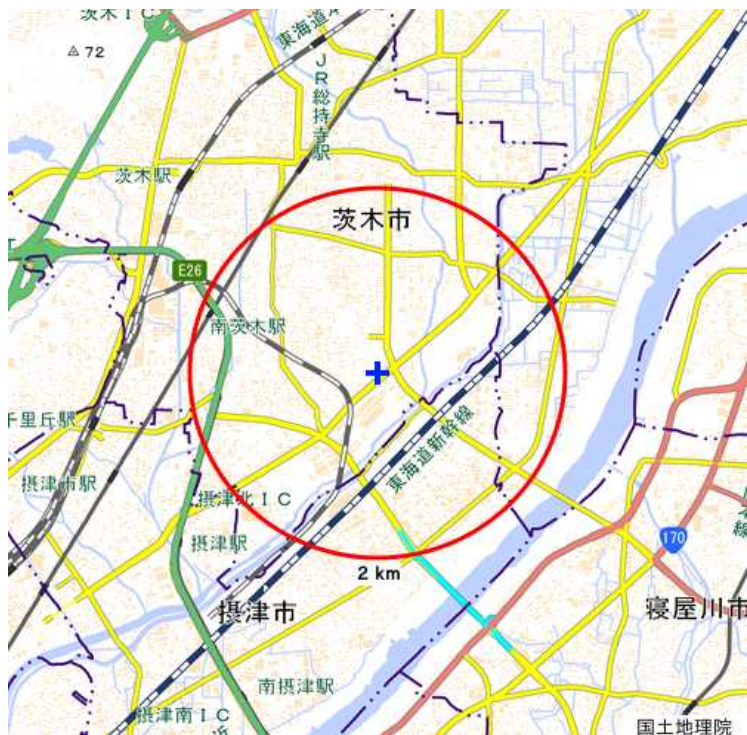 茨木ＩＣ
72
東海道本
ＪＲ総持寺駅
茨木駅
茨木市
E26
南茨木駅
千里丘駅
東海道新幹線
摂津市駅
摂津北ＩＣ
摂津駅
170
2 km
摂津市
寝屋川市
南摂津駅
摂津南ＩＣ
国土地理院